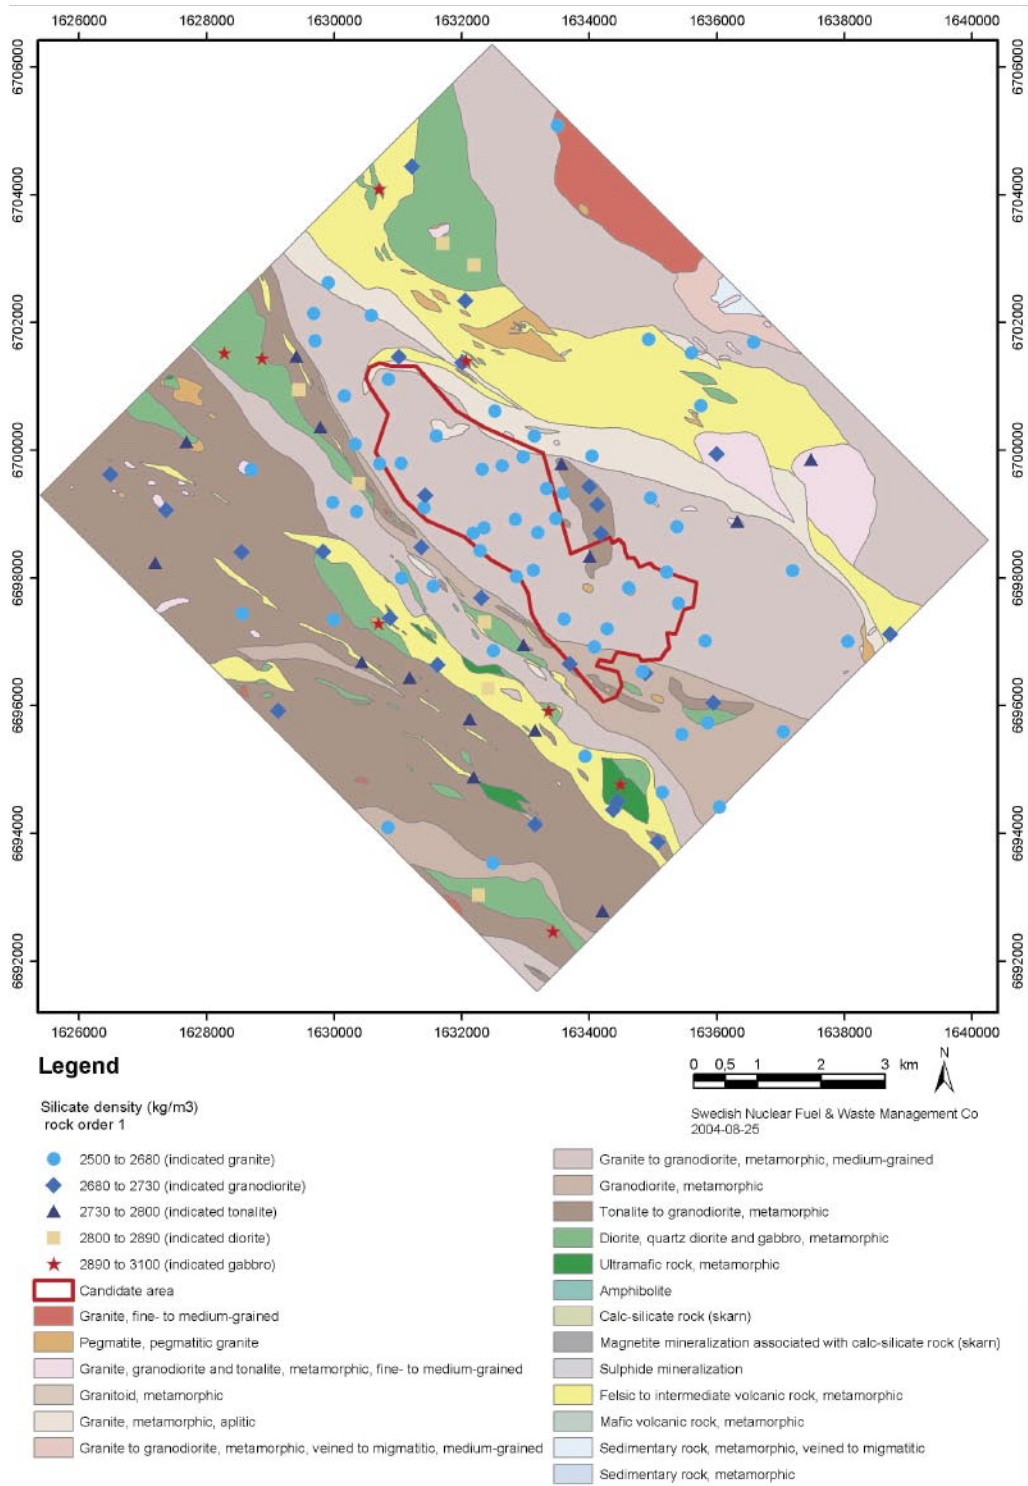 1626000 1628000 1630000 1632000 1634000 1636000 1638000 1640000
6706000 6706000
6704000 6704000
6702000 6702000
6700000 6700000
6698000 6698000
6696000 6696000
6694000 6694000
6692000 6692000
1626000 1628000 1630000 1632000 1634000 1636000 1638000 1640000
Legend
0 0,5 1 2 3 km
N
Swedish Nuclear Fuel & Waste Management Co
2004-08-25
Silicate density (kg/m3)
rock order 1
2500 to 2680 (indicated granite)
2680 to 2730 (indicated granodiorite)
2730 to 2800 (indicated tonalite)
2800 to 2890 (indicated diorite)
2890 to 3100 (indicated gabbro)
Candidate area
Granite, fine- to medium-grained
Pegmatite, pegmatitic granite
Granite, granodiorite and tonalite, metamorphic, fine- to medium-grained
Granitoid, metamorphic
Granite, metamorphic, aplitic
Granite to granodiorite, metamorphic, veined to migmatitic, medium-grained
Granite to granodiorite, metamorphic, medium-grained
Granodiorite, metamorphic
Tonalite to granodiorite, metamorphic
Diorite, quartz diorite and gabbro, metamorphic
Ultramafic rock, metamorphic
Amphibolite
Calc-silicate rock (skarn)
Magnetite mineralization associated with calc-silicate rock (skarn)
Sulphide mineralization
Felsic to intermediate volcanic rock, metamorphic
Mafic volcanic rock, metamorphic
Sedimentary rock, metamorphic, veined to migmatitic
Sedimentary rock, metamorphic